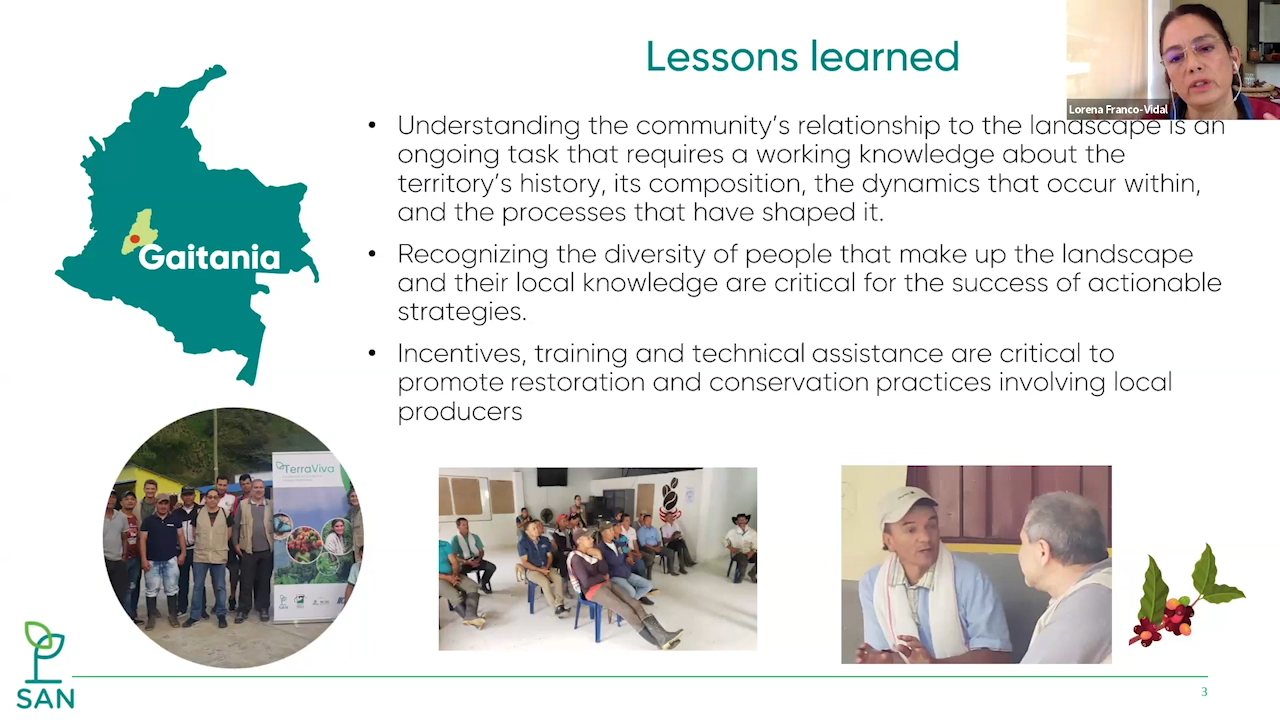 Lessons learned
Lorena Franco-Vidal
• Understanding the community's relationship to the landscape is an
ongoing task that requires a working knowledge about the
territory's history, its composition, the dynamics that occur within,
and the processes that have shaped it.
• Recognizing the diversity of people that make up the landscape
and their local knowledge are critical for the success of actionable
strategies.
• Incentives, training and technical assistance are critical to
promote restoration and conservation practices involving local
producers
Gaitania
TerraViva
SAN
SAN
3